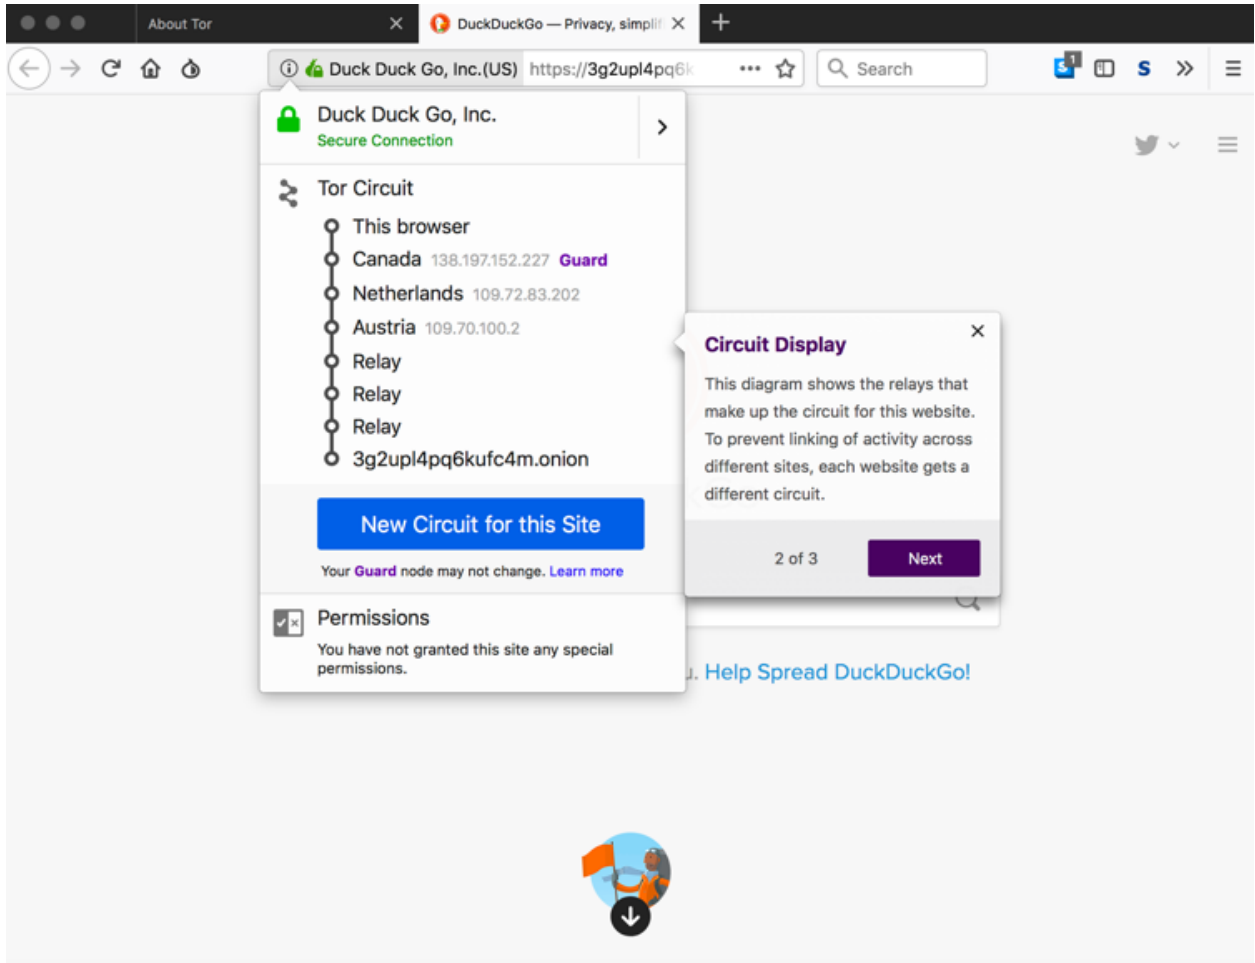 About Tor
DuckDuckGo — Privacy, simplif
Duck Duck Go, Inc.(US) https://3g2upl4pq6k
Search
1
S
S
Duck Duck Go, Inc.
Secure Connection
Tor Circuit
This browser
Canada 138.197.152.227 Guard
Netherlands 109.72.83.202
Austria 109.70.100.2
Relay
Relay
Relay
3g2upl4pq6kufc4m.onion
New Circuit for this Site
Your Guard node may not change. Learn more
Permissions
You have not granted this site any special
permissions.
Circuit Display
This diagram shows the relays that
make up the circuit for this website.
To prevent linking of activity across
different sites, each website gets a
different circuit.
2 of 3
Next
u. Help Spread DuckDuckGo!